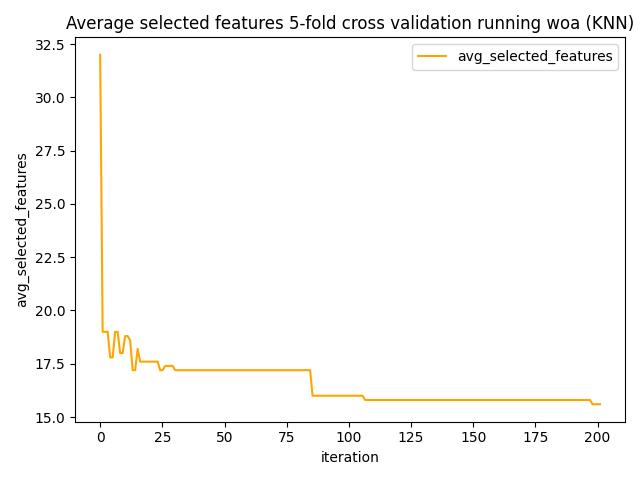 Average selected features 5-fold cross validation running woa (KNN)
avg_selected_features
32.5
30.0
27.5
25.0
22.5
20.0
17.5
15.0
avg_selected_features
0 25 50 75 100 125 150 175 200
iteration